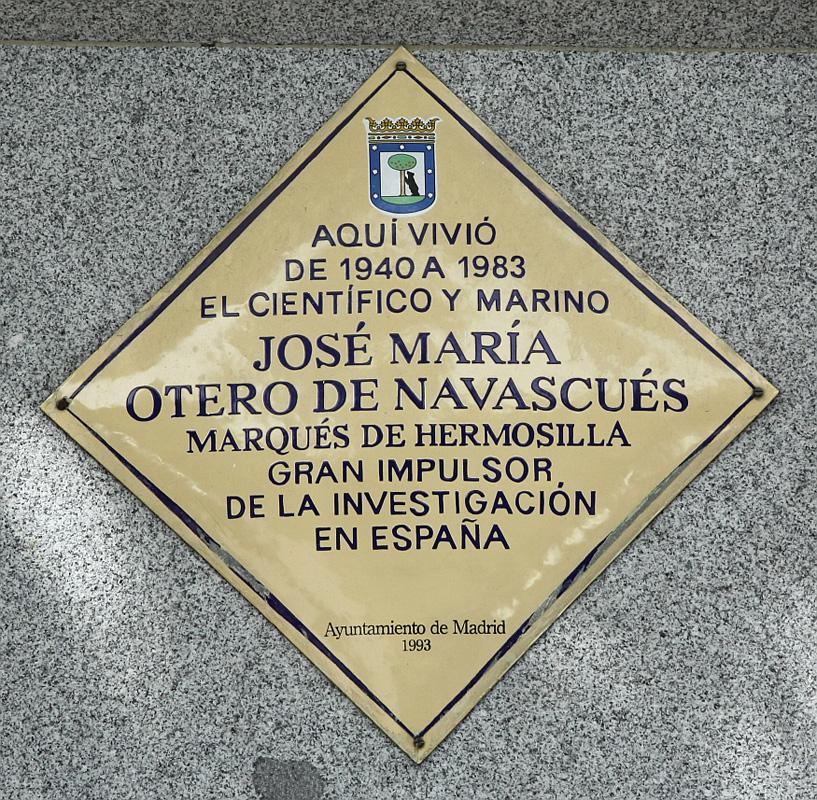 AQUÍ VIVIÓ
DE 1940 A 1983
EL CIENTÍFICO Y MARINO
JOSÉ MARÍA
OTERO DE NAVASCUÉS
MARQUÉS DE HERMOSILLA
GRAN IMPULSOR
DE LA INVESTIGACIÓN
EN ESPAÑA
Ayuntamiento de Madrid
1993